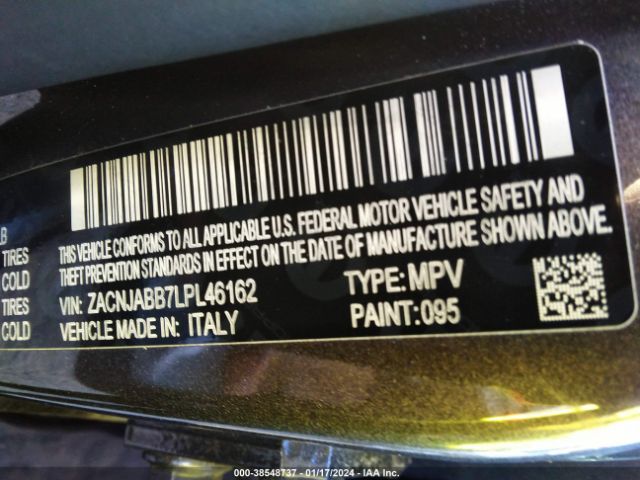 LB
TIRES
COLD
TIRES
COLD
THIS VEHICLE CONFORMS TO ALL APPLICABLE U.S. FEDERAL MOTOR VEHICLE SAFETY AND
THEFT PREVENTION STANDARDS IN EFFECT ON THE DATE OF MANUFACTURE SHOWN ABOVE.
VIN: ZACNJABB7LPL46162 TYPE: MPV
VEHICLE MADE IN: ITALY PAINT: 095
000-38548737 - 01/17/2024 - IAA Inc.